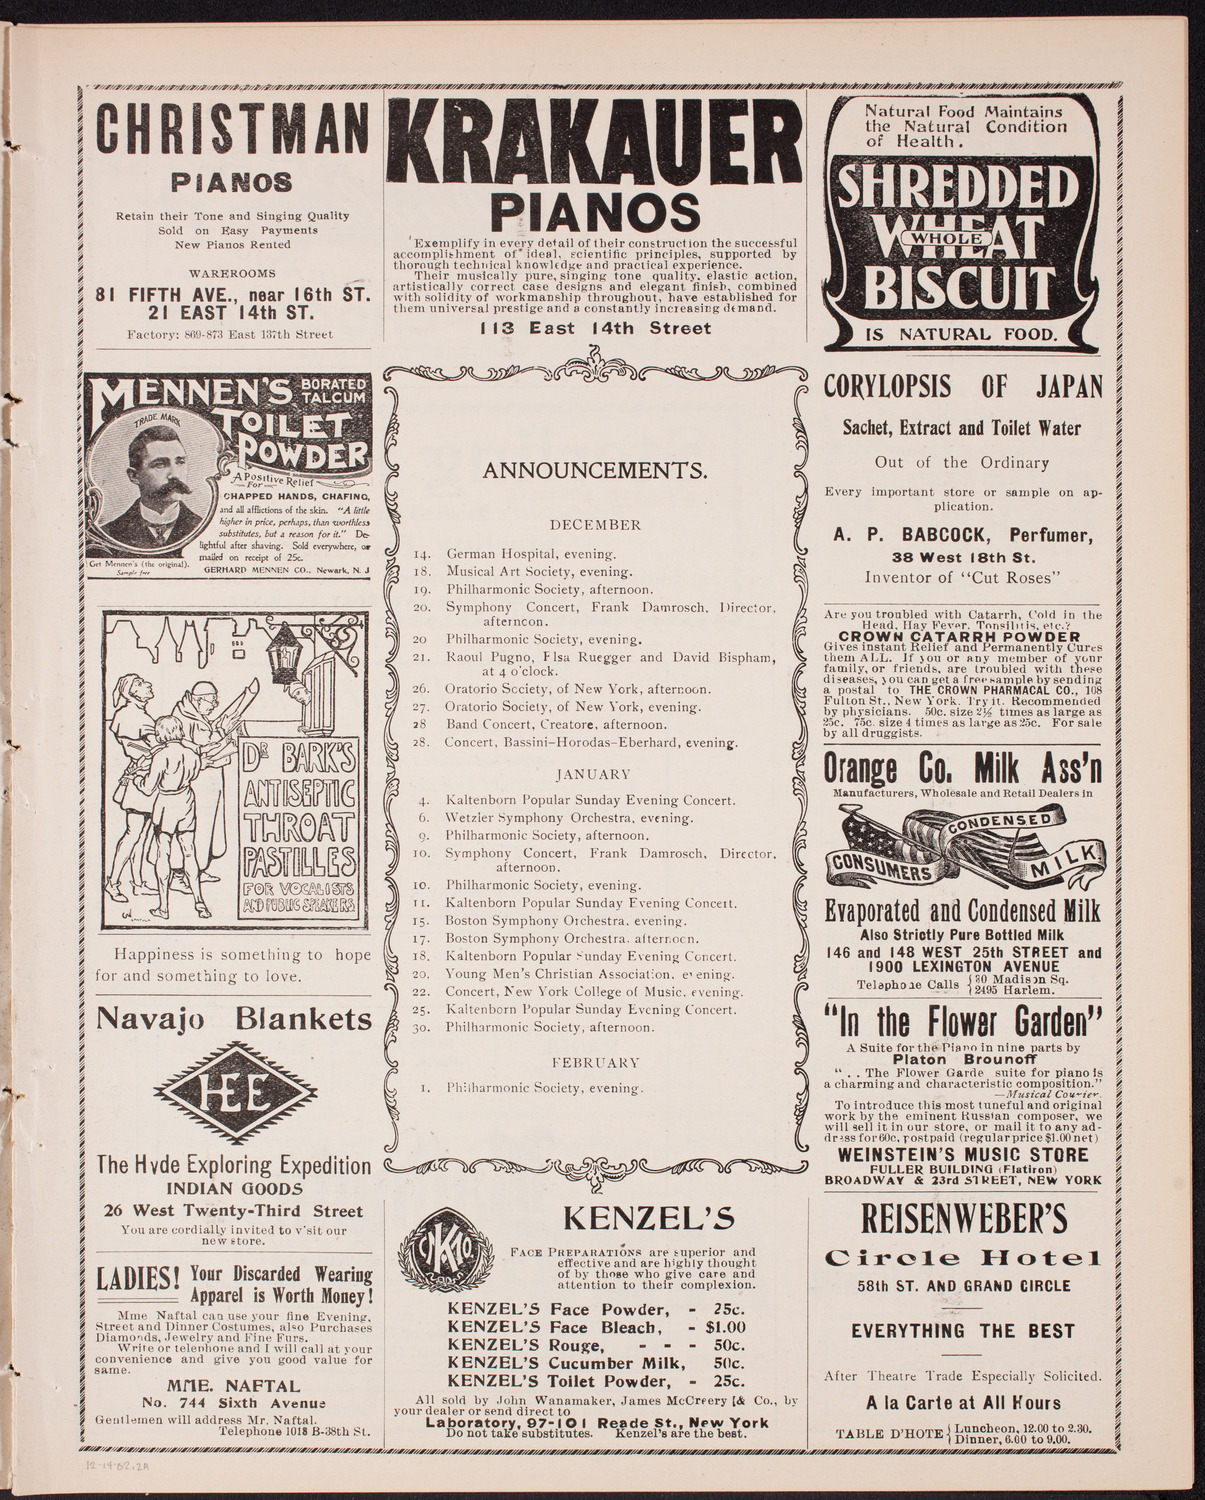 CHRISTMAN
PIANOS
Retain their Tone and Singing Quality
Sold on Easy Payments
New Pianos Rented
WAREROOMS
81 FIFTH AVE., near 16th ST.
21 EAST 14th ST.
Factory: 869-873 East 137th Street
MENNEN'S BORATED TALCUM
TOILET
POWDER
TRADE MARK
A Positive Relief
For
CHAPPED HANDS, CHAFING,
and all afflictions of the skin. "A little
higher in price, perhaps, than worthless
substitutes, but a reason for it." De-
lightful after shaving. Sold everywhere, or
mailed on receipt of 25c.
Get Mennen's (the original).
Sample free
GERHARD MENNEN CO., Newark, N. J
DR BARK'S
ANTISEPTIC
THROAT
PASTILLES
FOR VOCALISTS
AND PUBLIC SPEAKERS
Happiness is something to hope
for and something to love.
Navajo Blankets
HEE
The Hyde Exploring Expedition
INDIAN GOODS
26 West Twenty-Third Street
You are cordially invited to v'sit our
new store.
LADIES! Your Discarded Wearing
Apparel is Worth Money!
Mme Naftal can use your fine Evening,
Street and Dinner Costumes, also Purchases
Diamonds, Jewelry and Fine Furs.
Write or telephone and I will call at your
convenience and give you good value for
same.
MME. NAFTAL
No. 744 Sixth Avenue
Gentlemen will address Mr. Naftal.
Telephone 1018 B-38th St.
KRAKAUER
PIANOS
Exemplify in every detail of their construction the successful
accomplishment of ideal, scientific principles, supported by
thorough technical knowledge and practical experience.
Their musically pure, singing tone quality, elastic action,
artistically correct case designs and elegant finish, combined
with solidity of workmanship throughout, have established for
them universal prestige and a constantly increasing demand.
113 East 14th Street
ANNOUNCEMENTS.
DECEMBER
14. German Hospital, evening.
18. Musical Art Society, evening.
19. Philharmonic Society, afternoon.
20. Symphony Concert, Frank Damrosch, Director,
afternoon.
20 Philharmonic Society, evening.
21. Raoul Pugno, Elsa Ruegger and David Bispham,
at 4 o'clock.
26. Oratorio Society, of New York, afternoon.
27. Oratorio Society, of New York, evening.
28 Band Concert, Creatore, afternoon.
28. Concert, Bassini-Horodas-Eberhard, evening.
JANUARY
4. Kaltenborn Popular Sunday Evening Concert.
6. Wetzler Symphony Orchestra, evening.
9. Philharmonic Society, afternoon.
10. Symphony Concert, Frank Damrosch, Director,
afternoon.
10. Philharmonic Society, evening.
11. Kaltenborn Popular Sunday Evening Concert.
15. Boston Symphony Orchestra, evening.
17. Boston Symphony Orchestra, afternoon.
18. Kaltenborn Popular Sunday Evening Concert.
20. Young Men's Christian Association, evening.
22. Concert, New York College of Music, evening.
25. Kaltenborn Popular Sunday Evening Concert.
30. Philharmonic Society, afternoon.
FEBRUARY
1. Philharmonic Society, evening.
KENZEL'S
FACE PREPARATIONS are superior and
effective and are highly thought
of by those who give care and
attention to their complexion.
KENZEL'S Face Powder, - 25c.
KENZEL'S Face Bleach, - $1.00
KENZEL'S Rouge, - - - 50c.
KENZEL'S Cucumber Milk, 50c.
KENZEL'S Toilet Powder, - 25c.
All sold by John Wanamaker, James McCreery [& Co., by
your dealer or send direct to
Laboratory, 97-101 Reade St., New York
Do not take substitutes. Kenzel's are the best.
Natural Food Maintains
the Natural Condition
of Health.
SHREDDED
WHEAT
WHOLE
BISCUIT
IS NATURAL FOOD.
CORYLOPSIS OF JAPAN
Sachet, Extract and Toilet Water
Out of the Ordinary
Every important store or sample on ap-
plication.
A. P. BABCOCK, Perfumer,
38 West 18th St.
Inventor of "Cut Roses"
Are you troubled with Catarrh, Cold in the
Head, Hay Fever, Tonsilitis, etc.?
CROWN CATARRH POWDER
Gives instant Relief and Permanently Cures
them ALL. If you or any member of your
family, or friends, are troubled with these
diseases, you can get a free sample by sending
a postal to THE CROWN PHARMACAL CO., 108
Fulton St., New York. Try it. Recommended
by physicians. 50c. size 2½ times as large as
25c. 75c. size 4 times as large as 25c. For sale
by all druggists.
Orange Co. Milk Ass'n
Manufacturers, Wholesale and Retail Dealers in
CONSUMERS CONDENSED MILK
Evaporated and Condensed Milk
Also Strictly Pure Bottled Milk
146 and 148 WEST 25th STREET and
1900 LEXINGTON AVENUE
Telephone Calls { 80 Madison Sq.
2495 Harlem.
"In the Flower Garden"
A Suite for the Piano in nine parts by
Platon Brounoff
" . . The Flower Garde suite for piano is
a charming and characteristic composition."
—Musical Courier.
To introduce this most tuneful and original
work by the eminent Russian composer, we
will sell it in our store, or mail it to any ad-
dress for 60c, postpaid (regular price $1.00 net)
WEINSTEIN'S MUSIC STORE
FULLER BUILDING (Flatiron)
BROADWAY & 23rd STREET, NEW YORK
REISENWEBER'S
Circle Hotel
58th ST. AND GRAND CIRCLE
EVERYTHING THE BEST
After Theatre Trade Especially Solicited.
A la Carte at All Hours
TABLE D'HOTE { Luncheon, 12.00 to 2.30.
Dinner, 6.00 to 9.00.
12-14-02.2A